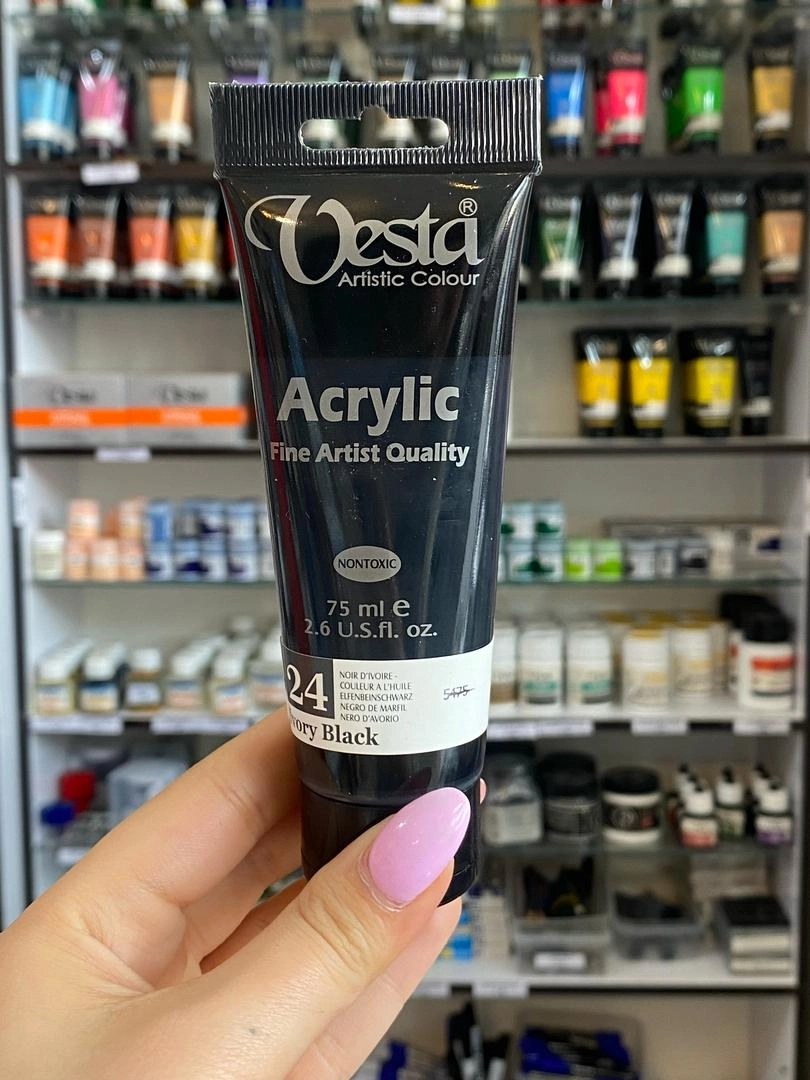 Vesta®
Artistic Colour
Acrylic
Fine Artist Quality
NONTOXIC
75 ml e
2.6 U.S.fl. oz.
24
NOIR D'IVOIRE -
COULEUR A L'HUILE
ELFENBEINSCHWARZ
NEGRO DE MARFIL
NERO D'AVORIO
5475
vory Black